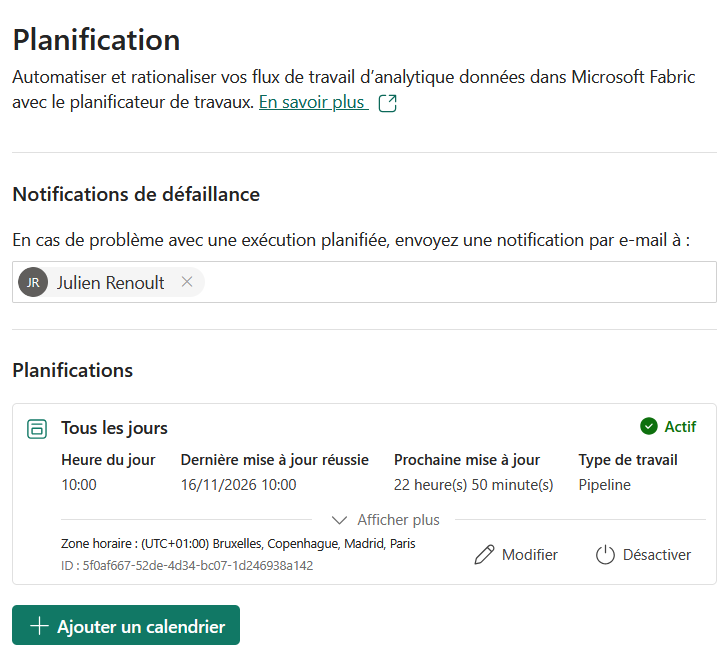 Planification
Automatiser et rationaliser vos flux de travail d’analytique données dans Microsoft Fabric
avec le planificateur de travaux. En savoir plus
Notifications de défaillance
En cas de problème avec une exécution planifiée, envoyez une notification par e-mail à :
JR Julien Renoult
Planifications
Tous les jours Actif
Heure du jour Dernière mise à jour réussie Prochaine mise à jour Type de travail
10:00 16/11/2026 10:00 22 heure(s) 50 minute(s) Pipeline
Afficher plus
Zone horaire : (UTC+01:00) Bruxelles, Copenhague, Madrid, Paris
ID : 5f0af667-52de-4d34-bc07-1d246938a142
Modifier Désactiver
Ajouter un calendrier